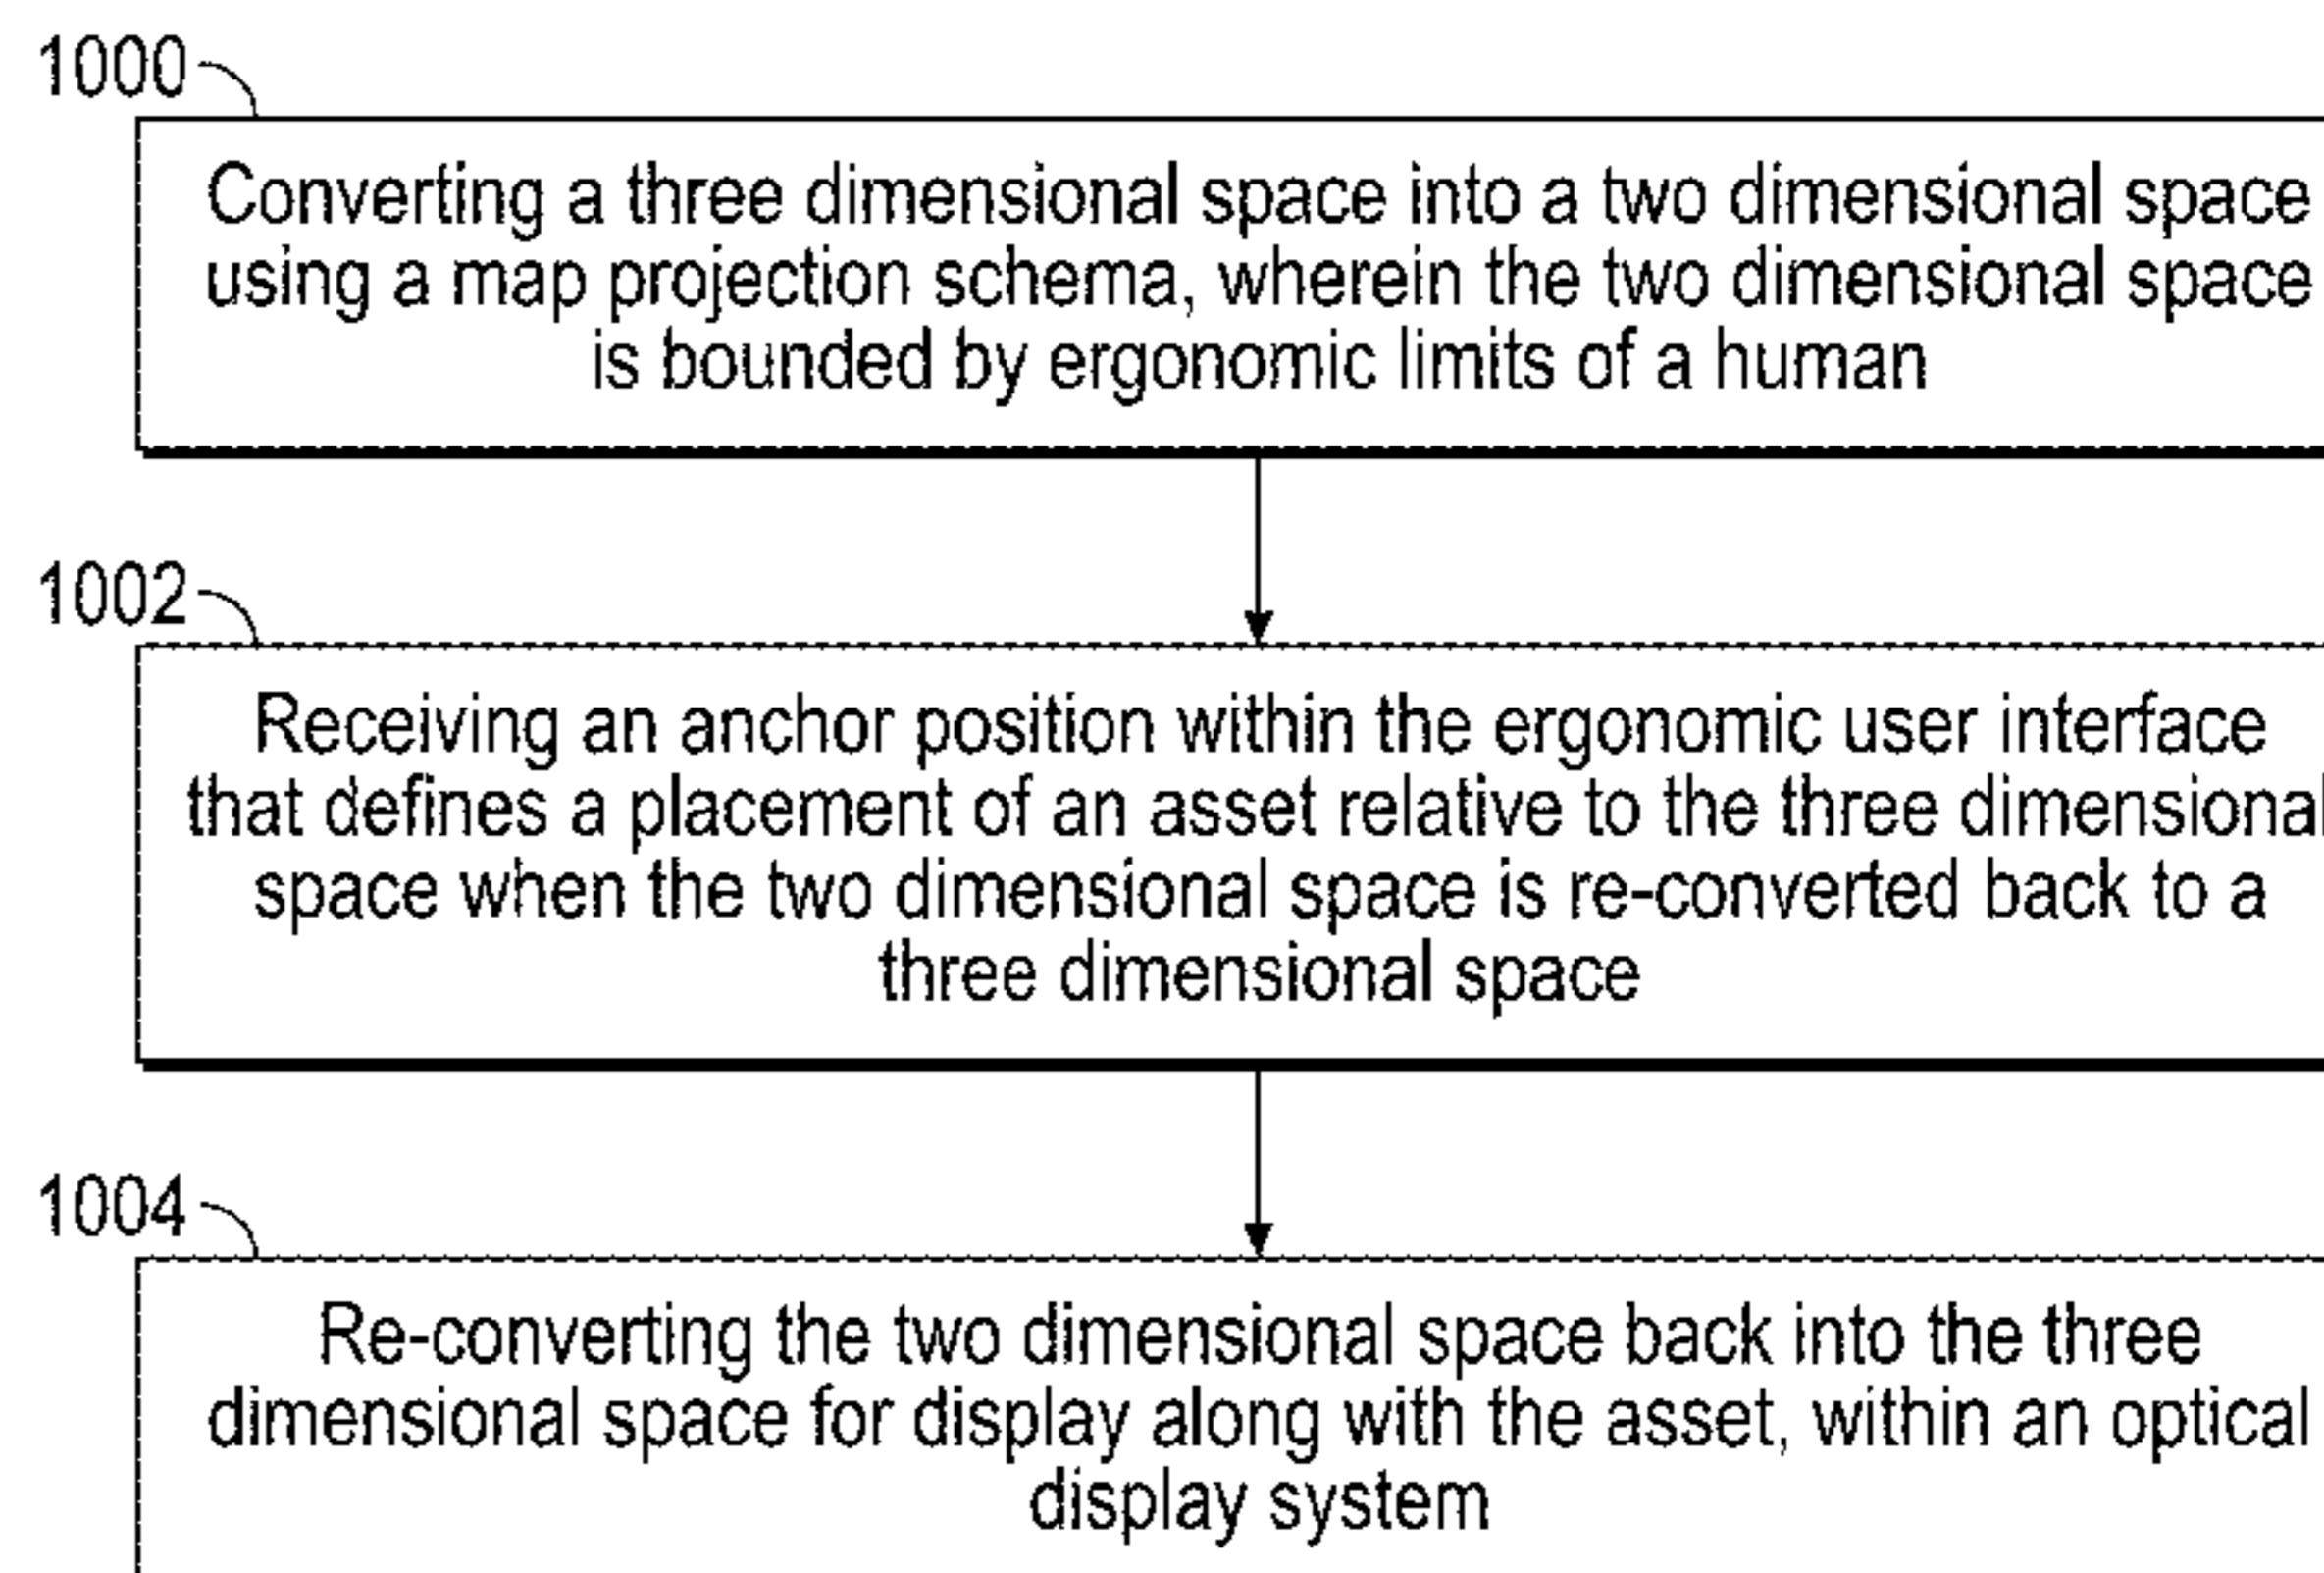 1000
Converting a three dimensional space into a two dimensional space
using a map projection schema, wherein the two dimensional space
is bounded by ergonomic limits of a human
1002
Receiving an anchor position within the ergonomic user interface
that defines a placement of an asset relative to the three dimensional
space when the two dimensional space is re-converted back to a
three dimensional space
1004
Re-converting the two dimensional space back into the three
dimensional space for display along with the asset, within an optical
display system